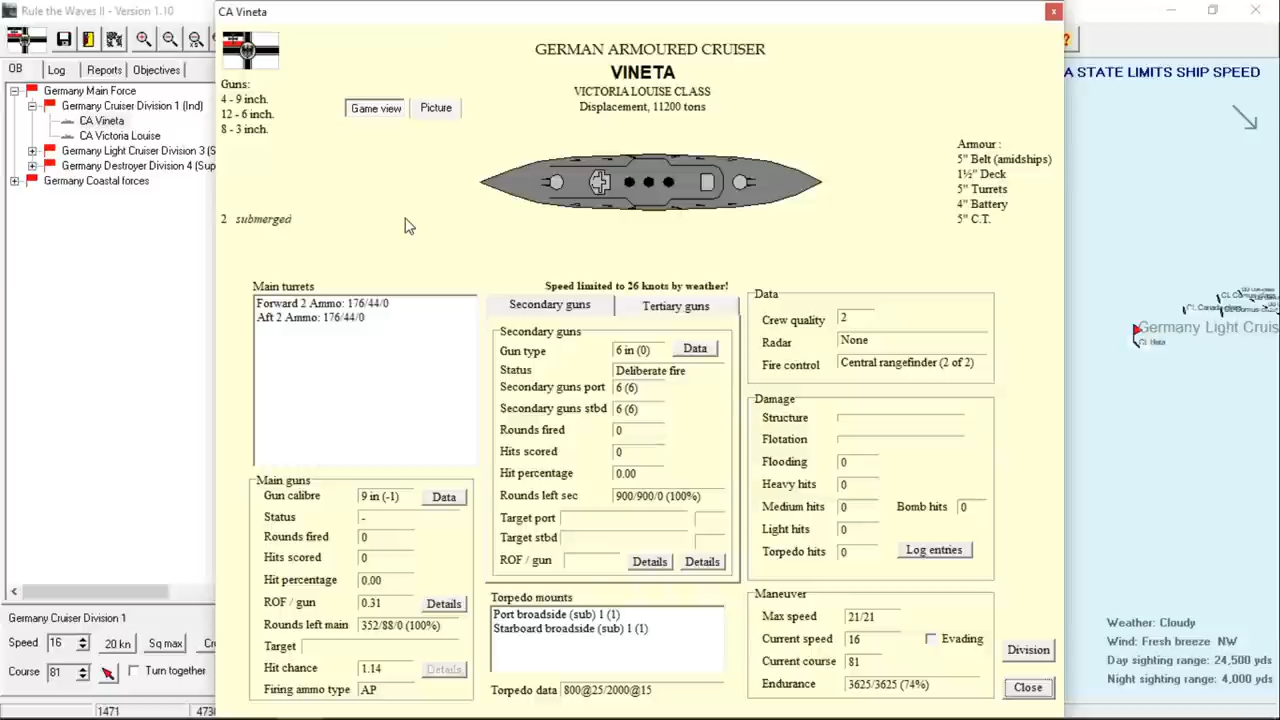 Rule the Waves II - Version 1.10
OB
Log
Reports
Objectives
Germany Main Force
Germany Cruiser Division 1 (Ind)
CA Vineta
CA Victoria Louise
Germany Light Cruiser Division 3 (S
Germany Destroyer Division 4 (Sup
Germany Coastal forces
Germany Cruiser Division 1
Speed 16 20 kn Sq max Cr
Course 81 Turn together
1471 473
CA Vineta
x
Guns:
4 - 9 inch.
12 - 6 inch.
8 - 3 inch.
2 submerged
Game view
Picture
GERMAN ARMOURED CRUISER
VINETA
VICTORIA LOUISE CLASS
Displacement, 11200 tons
Armour :
5" Belt (amidships)
1½" Deck
5" Turrets
4" Battery
5" C.T.
Main turrets
Forward 2 Ammo: 176/44/0
Aft 2 Ammo: 176/44/0
Main guns
Gun calibre 9 in (-1) Data
Status -
Rounds fired 0
Hits scored 0
Hit percentage 0.00
ROF / gun 0.31 Details
Rounds left main 352/88/0 (100%)
Target
Hit chance 1.14 Details
Firing ammo type AP
Speed limited to 26 knots by weather!
Secondary guns
Tertiary guns
Secondary guns
Gun type 6 in (0) Data
Status Deliberate fire
Secondary guns port 6 (6)
Secondary guns stbd 6 (6)
Rounds fired 0
Hits scored 0
Hit percentage 0.00
Rounds left sec 900/900/0 (100%)
Target port
Target stbd
ROF / gun Details Details
Torpedo mounts
Port broadside (sub) 1 (1)
Starboard broadside (sub) 1 (1)
Torpedo data 800@25/2000@15
Data
Crew quality 2
Radar None
Fire control Central rangefinder (2 of 2)
Damage
Structure
Flotation
Flooding 0
Heavy hits 0
Medium hits 0 Bomb hits 0
Light hits 0
Torpedo hits 0 Log entries
Maneuver
Max speed 21/21
Current speed 16 Evading
Current course 81
Endurance 3625/3625 (74%)
Division
Close
?
A STATE LIMITS SHIP SPEED
Germany Light Cruis
Weather: Cloudy
Wind: Fresh breeze NW
Day sighting range: 24,500 yds
Night sighting range: 4,000 yds